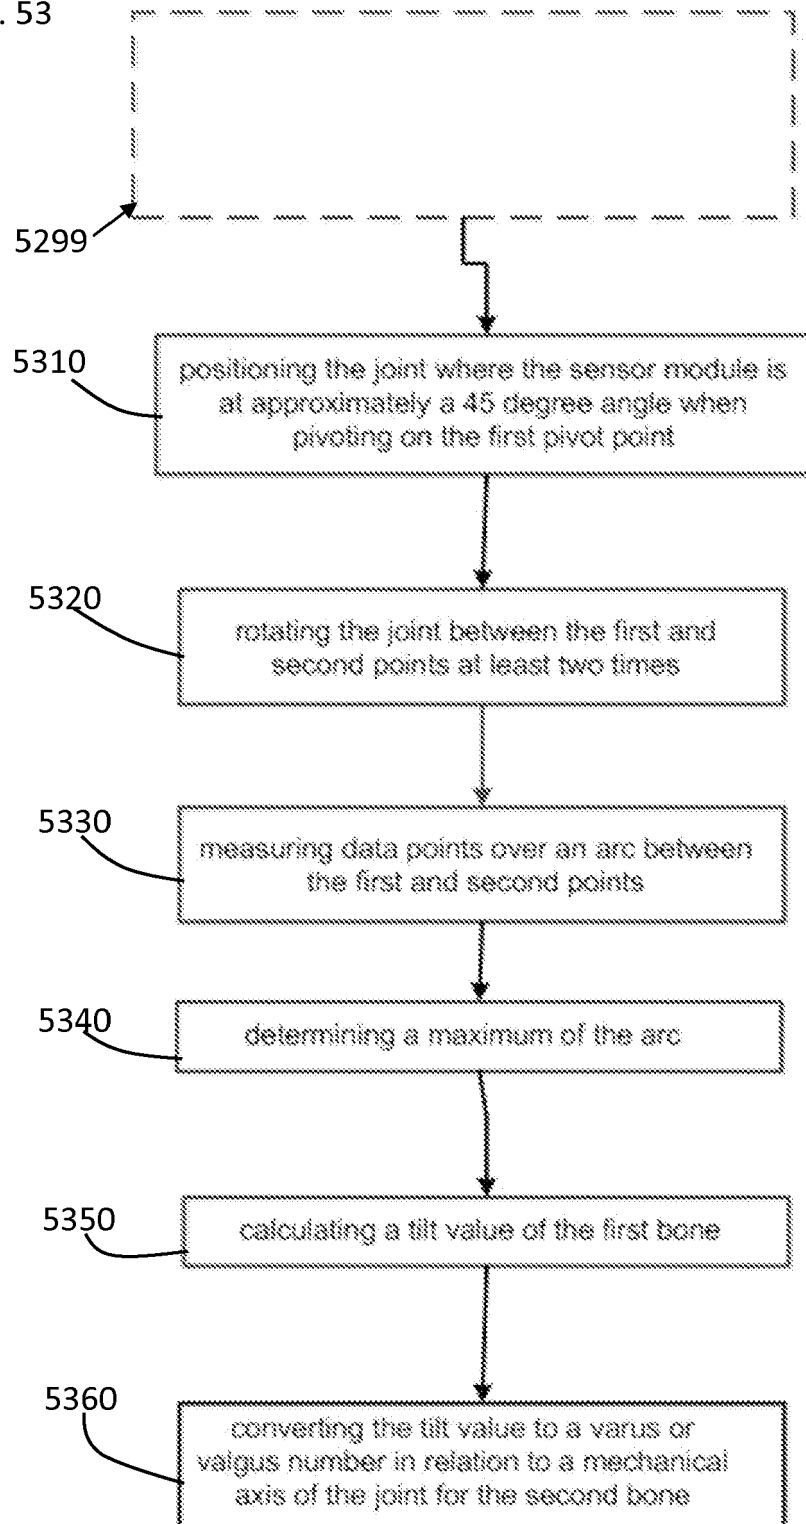 . 53
5299
5310
positioning the joint where the sensor module is
at approximately a 45 degree angle when
pivoting on the first pivot point
5320
rotating the joint between the first and
second points at least two times
5330
measuring data points over an arc between
the first and second points
5340
determining a maximum of the arc
5350
calculating a tilt value of the first bone
5360
converting the tilt value to a varus or
valgus number in relation to a mechanical
axis of the joint for the second bone